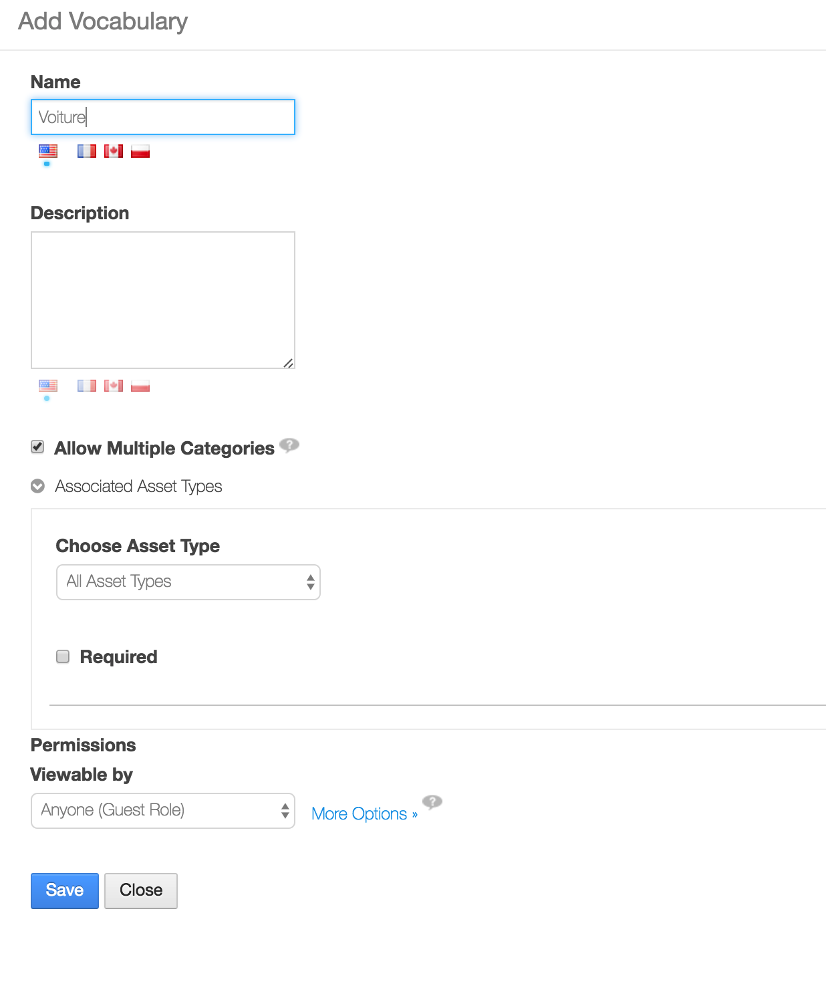 Add Vocabulary
Name
Voiture
Description
Allow Multiple Categories ?
Associated Asset Types
Choose Asset Type
All Asset Types
Required
Permissions
Viewable by
Anyone (Guest Role)
More Options » ?
Save Close